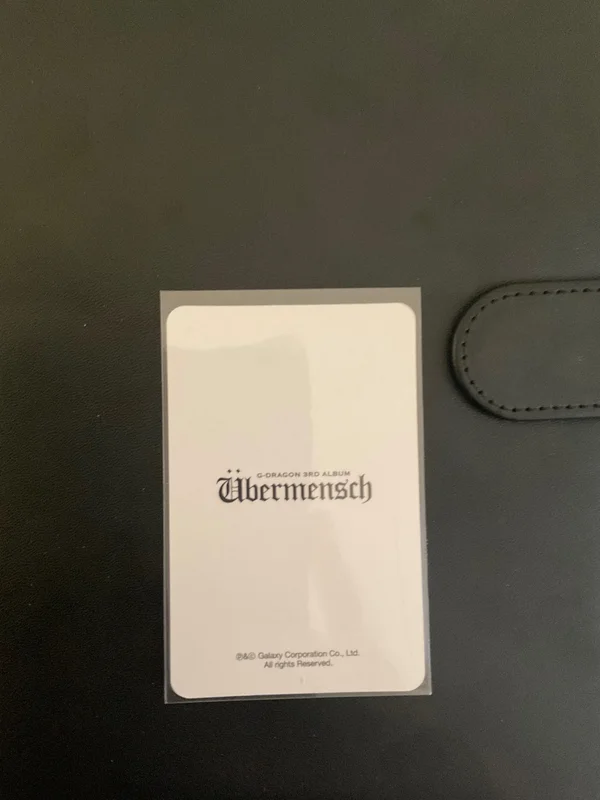 G-DRAGON 3RD ALBUM
Übermensch
℗&© Galaxy Corporation Co., Ltd.
All rights Reserved.